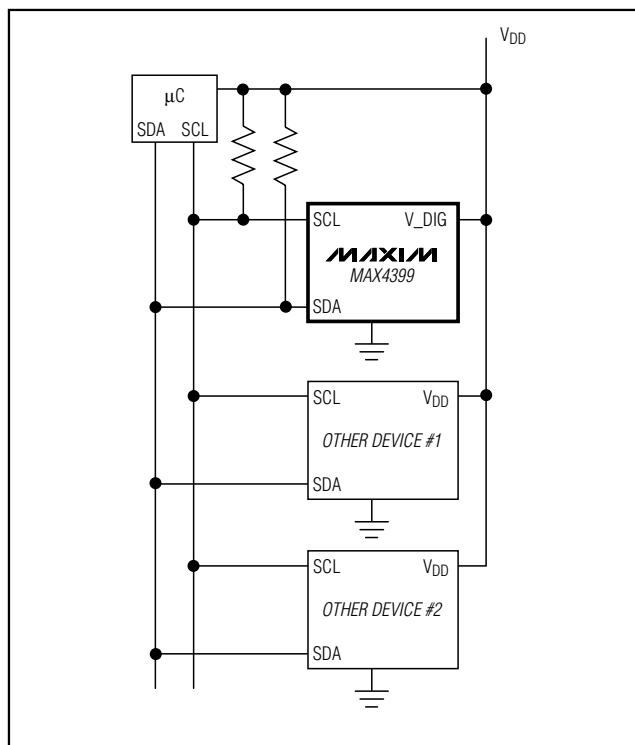 VDD
μC
SDA SCL
SCL V_DIG
MAXIM
MAX4399
SDA
SCL VDD
OTHER DEVICE #1
SDA
SCL VDD
OTHER DEVICE #2
SDA